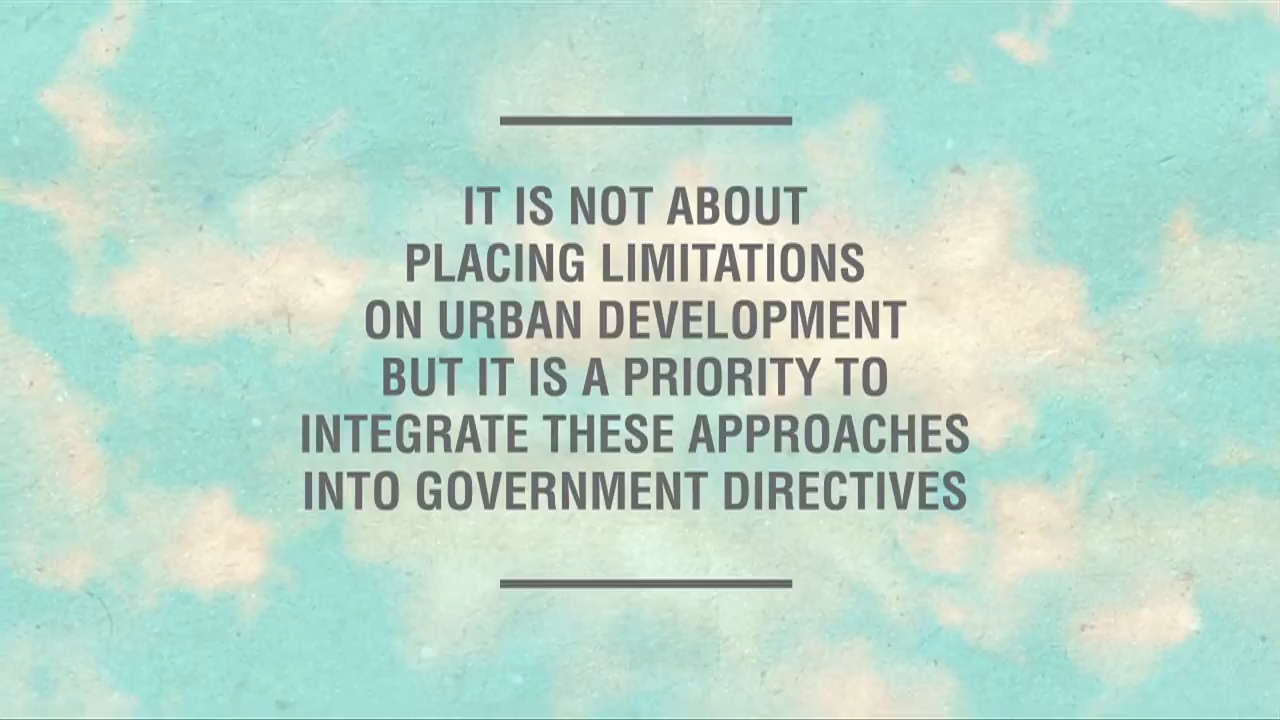 IT IS NOT ABOUT
PLACING LIMITATIONS
ON URBAN DEVELOPMENT
BUT IT IS A PRIORITY TO
INTEGRATE THESE APPROACHES
INTO GOVERNMENT DIRECTIVES